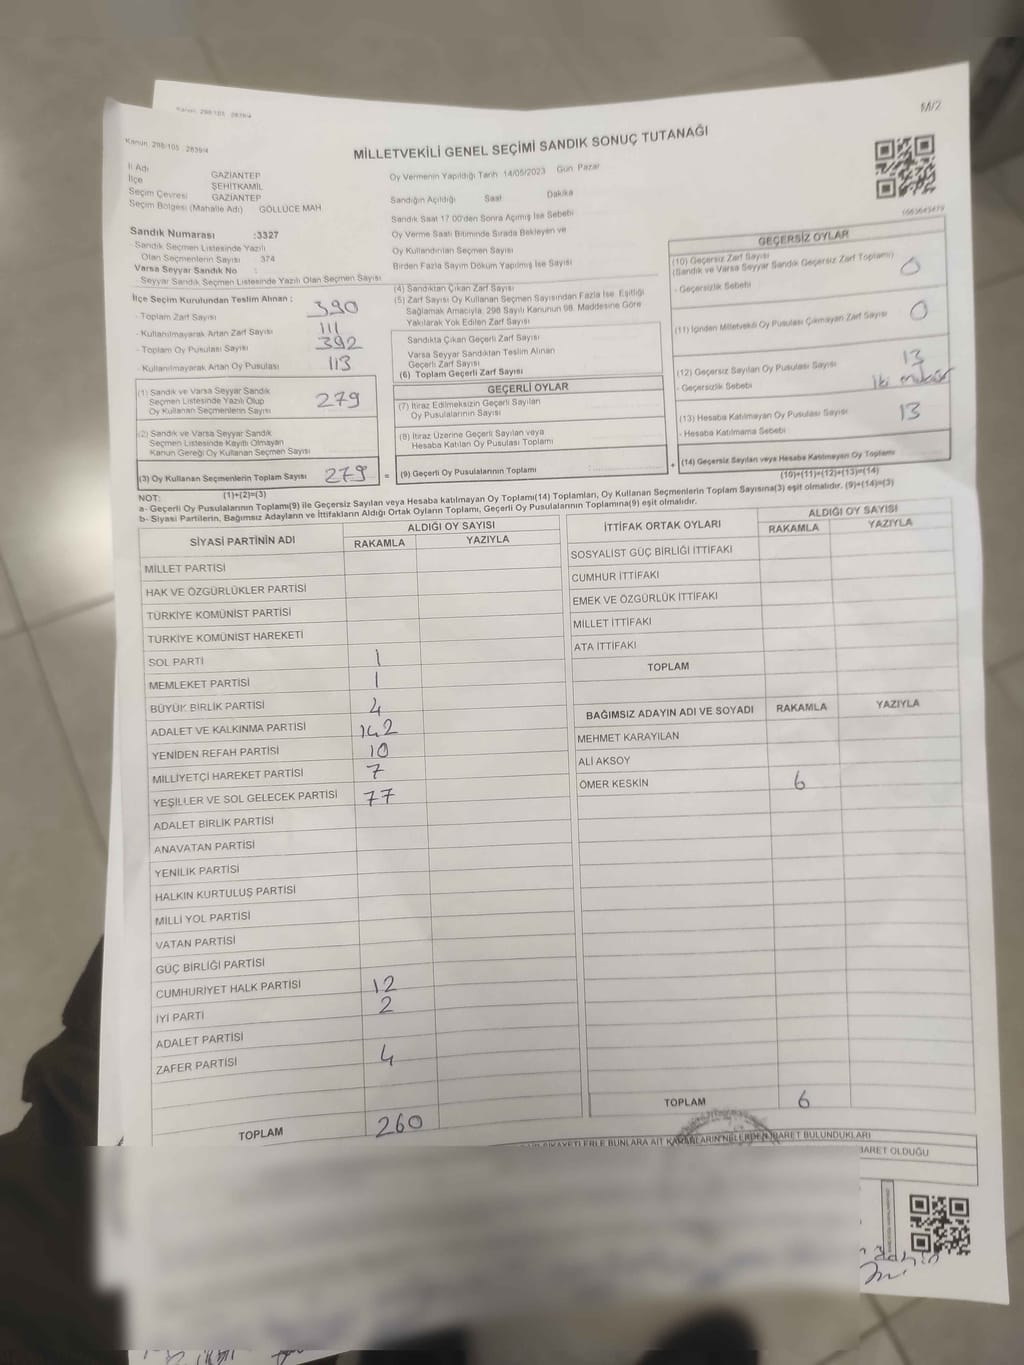 Kanun: 298/105 2839/4
M/2
Kanun: 298/105 2839/4
MİLLETVEKİLİ GENEL SEÇİMİ SANDIK SONUÇ TUTANAĞI
İl Adı GAZİANTEP
İlçe ŞEHİTKAMİL
Seçim Çevresi GAZİANTEP
Seçim Bölgesi (Mahalle Adı) GÖLLÜCE MAH.
Sandık Numarası :3327
- Sandık Seçmen Listesinde Yazılı
Olan Seçmenlerin Sayısı 374
Varsa Seyyar Sandık No :
Seyyar Sandık Seçmen Listesinde Yazılı Olan Seçmen Sayısı
Oy Vermenin Yapıldığı Tarih 14/05/2023 Gün: Pazar
Sandığın Açıldığı Saat Dakika
Sandık Saat 17.00'den Sonra Açılmış İse Sebebi
Oy Verme Saati Bitiminde Sırada Bekleyen ve
Oy Kullandırılan Seçmen Sayısı
Birden Fazla Sayım Döküm Yapılmış İse Sayısı
İlçe Seçim Kurulundan Teslim Alınan :
- Toplam Zarf Sayısı 390
- Kullanılmayarak Artan Zarf Sayısı 111
- Toplam Oy Pusulası Sayısı 392
- Kullanılmayarak Artan Oy Pusulası 113
(1) Sandık ve Varsa Seyyar Sandık
Seçmen Listesinde Yazılı Olup
Oy Kullanan Seçmenlerin Sayısı 279
(2) Sandık ve Varsa Seyyar Sandık
Seçmen Listesinde Kayıtlı Olmayan
Kanun Gereği Oy Kullanan Seçmen Sayısı
(3) Oy Kullanan Seçmenlerin Toplam Sayısı 279 =
(4) Sandıktan Çıkan Zarf Sayısı
(5) Zarf Sayısı Oy Kullanan Seçmen Sayısından Fazla İse, Eşitliği
Sağlamak Amacıyla, 298 Sayılı Kanunun 98. Maddesine Göre
Yakılarak Yok Edilen Zarf Sayısı
Sandıkta Çıkan Geçerli Zarf Sayısı
Varsa Seyyar Sandıktan Teslim Alınan
Geçerli Zarf Sayısı
(6) Toplam Geçerli Zarf Sayısı
GEÇERLİ OYLAR
(7) İtiraz Edilmeksizin Geçerli Sayılan
Oy Pusulalarının Sayısı
(8) İtiraz Üzerine Geçerli Sayılan veya
Hesaba Katılan Oy Pusulası Toplamı
(9) Geçerli Oy Pusulalarının Toplamı +
GEÇERSİZ OYLAR
(10) Geçersiz Zarf Sayısı
(Sandık ve Varsa Seyyar Sandık Geçersiz Zarf Toplamı) 0
- Geçersizlik Sebebi
(11) İçinden Milletvekili Oy Pusulası Çıkmayan Zarf Sayısı 0
(12) Geçersiz Sayılan Oy Pusulası Sayısı 13
- Geçersizlik Sebebi İki mühür
(13) Hesaba Katılmayan Oy Pusulası Sayısı 13
- Hesaba Katılmama Sebebi
(14) Geçersiz Sayılan veya Hesaba Katılmayan Oy Toplamı
(10)+(11)+(12)+(13)=(14)
NOT: (1)+(2)=(3)
a- Geçerli Oy Pusulalarının Toplamı(9) ile Geçersiz Sayılan veya Hesaba katılmayan Oy Toplamı(14) Toplamları, Oy Kullanan Seçmenlerin Toplam Sayısına(3) eşit olmalıdır. (9)+(14)=(3)
b- Siyasi Partilerin, Bağımsız Adayların ve İttifakların Aldığı Ortak Oyların Toplamı, Geçerli Oy Pusulalarının Toplamına(9) eşit olmalıdır.
SİYASİ PARTİNİN ADI ALDIĞI OY SAYISI
RAKAMLA YAZIYLA
MİLLET PARTİSİ
HAK VE ÖZGÜRLÜKLER PARTİSİ
TÜRKİYE KOMÜNİST PARTİSİ
TÜRKİYE KOMÜNİST HAREKETİ
SOL PARTİ 1
MEMLEKET PARTİSİ 1
BÜYÜK BİRLİK PARTİSİ 4
ADALET VE KALKINMA PARTİSİ 142
YENİDEN REFAH PARTİSİ 10
MİLLİYETÇİ HAREKET PARTİSİ 7
YEŞİLLER VE SOL GELECEK PARTİSİ 77
ADALET BİRLİK PARTİSİ
ANAVATAN PARTİSİ
YENİLİK PARTİSİ
HALKIN KURTULUŞ PARTİSİ
MİLLİ YOL PARTİSİ
VATAN PARTİSİ
GÜÇ BİRLİĞİ PARTİSİ
CUMHURİYET HALK PARTİSİ 12
İYİ PARTİ 2
ADALET PARTİSİ
ZAFER PARTİSİ 4
TOPLAM 260
İTTİFAK ORTAK OYLARI ALDIĞI OY SAYISI
RAKAMLA YAZIYLA
SOSYALİST GÜÇ BİRLİĞİ İTTİFAKI
CUMHUR İTTİFAKI
EMEK VE ÖZGÜRLÜK İTTİFAKI
MİLLET İTTİFAKI
ATA İTTİFAKI
TOPLAM
BAĞIMSIZ ADAYIN ADI VE SOYADI RAKAMLA YAZIYLA
MEHMET KARAYILAN
ALİ AKSOY
ÖMER KESKİN 6
TOPLAM 6
BUNLARA AİT KARARLARIN NELERDEN İBARET BULUNDUKLARI
BARET OLDUĞU